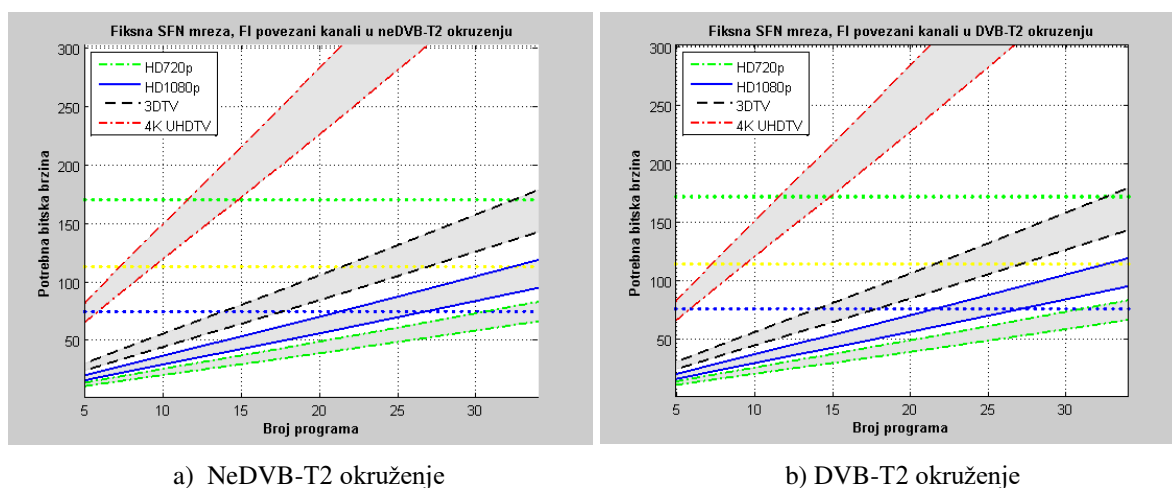 Fiksna SFN mreza, FI povezani kanali u neDVB-T2 okruzenju
300
250
200
150
100
50
HD720p
HD1080p
3DTV
4K UHDTV
Potrebna bitska brzina
5
10
15
20
25
30
Broj programa
a) NeDVB-T2 okruženje
Fiksna SFN mreza, FI povezani kanali u DVB-T2 okruzenju
300
250
200
150
100
50
HD720p
HD1080p
3DTV
4K UHDTV
Potrebna bitska brzina
5
10
15
20
25
30
Broj programa
b) DVB-T2 okruženje